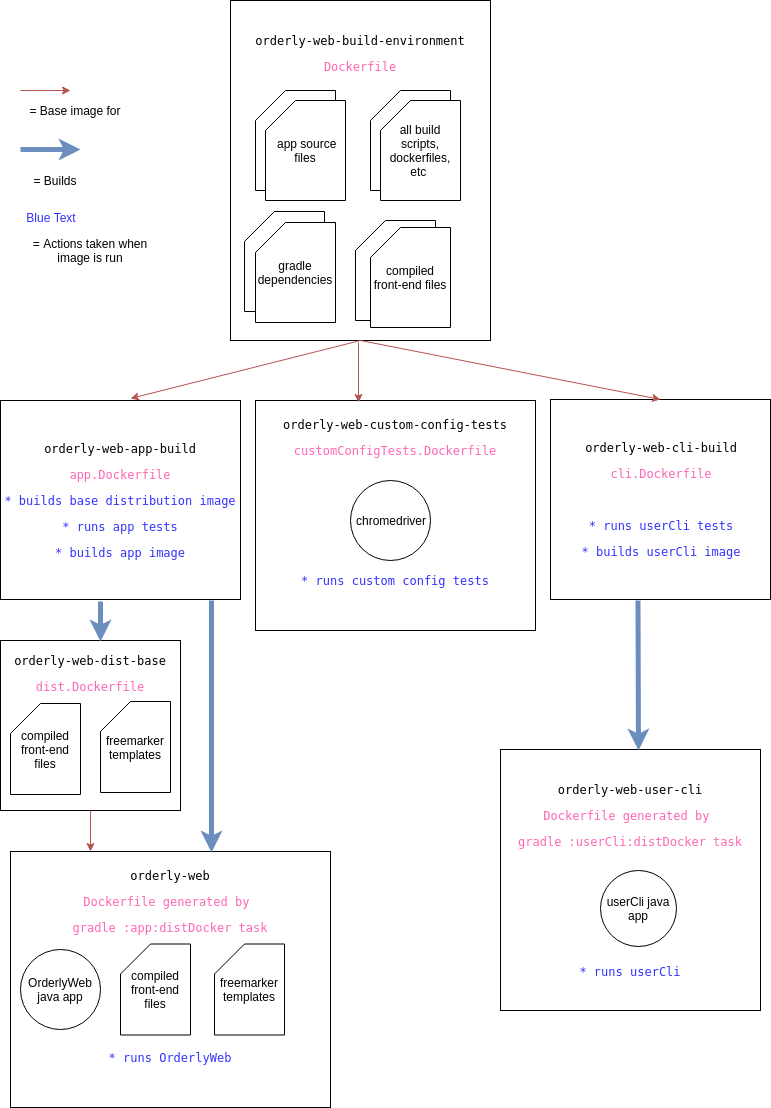 orderly-web-build-environment
Dockerfile
app source
files
all build
scripts,
dockerfiles,
etc
gradle
dependencies
compiled
front-end files
= Base image for
= Builds
Blue Text
= Actions taken when
image is run
orderly-web-app-build
app.Dockerfile
* builds base distribution image
* runs app tests
* builds app image
orderly-web-custom-config-tests
customConfigTests.Dockerfile
chromedriver
* runs custom config tests
orderly-web-cli-build
cli.Dockerfile
* runs userCli tests
* builds userCli image
orderly-web-dist-base
dist.Dockerfile
compiled
front-end
files
freemarker
templates
orderly-web
Dockerfile generated by
gradle :app:distDocker task
OrderlyWeb
java app
compiled
front-end
files
freemarker
templates
* runs OrderlyWeb
orderly-web-user-cli
Dockerfile generated by
gradle :userCli:distDocker task
userCli java
app
* runs userCli